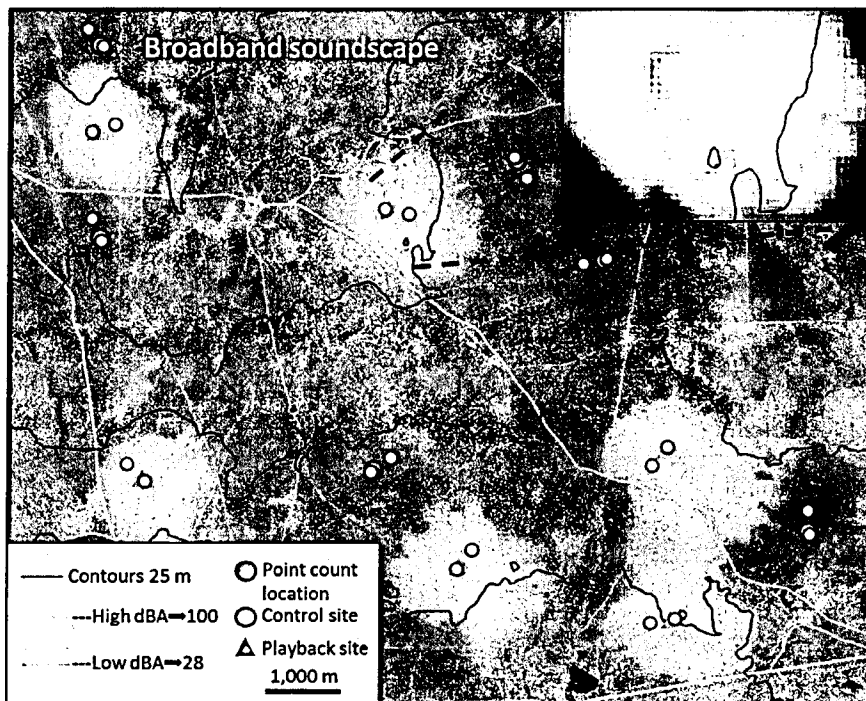 Broadband soundscape
Contours 25 m
High dBA➡100
Low dBA➡28
Point count
location
Control site
Playback site
1,000 m